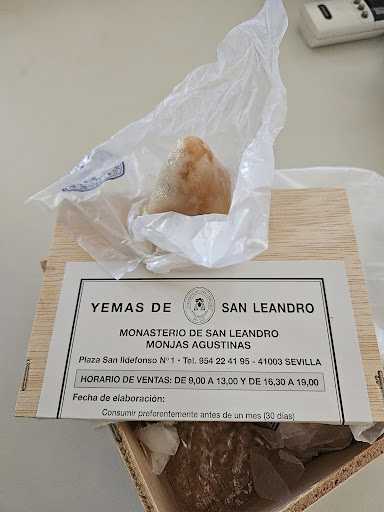 YEMAS DE SAN LEANDRO
MONASTERIO DE SAN LEANDRO
MONJAS AGUSTINAS
Plaza San Ildefonso Nº 1 • Tel. 954 22 41 95 - 41003 SEVILLA
HORARIO DE VENTAS: DE 9,00 A 13,00 Y DE 16,30 A 19,00
Fecha de elaboración:
Consumir preferentemente antes de un mes (30 días)